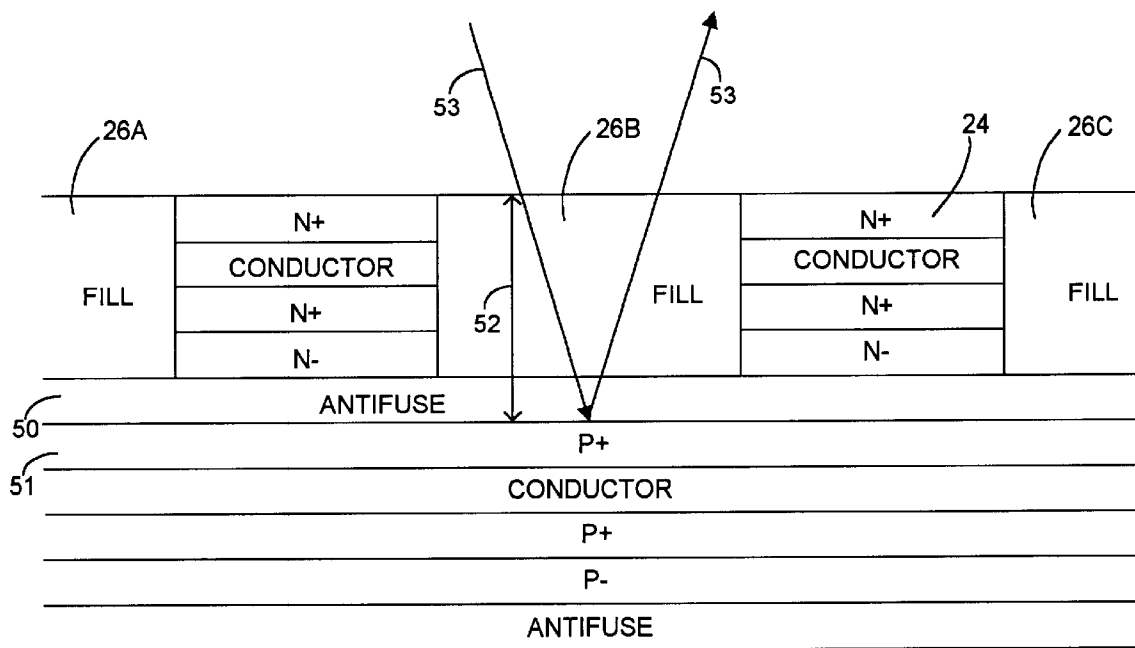 53 53
26A 26B 24 26C
N+ N+
CONDUCTOR CONDUCTOR
FILL 52 FILL FILL
N+ N+
N- N-
50 ANTIFUSE
P+
51
CONDUCTOR
P+
P-
ANTIFUSE